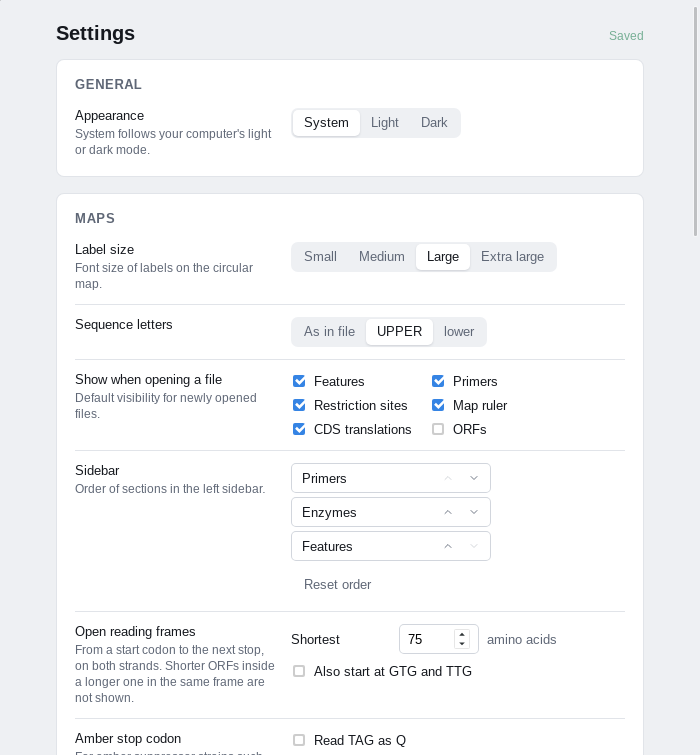 Settings
Saved
GENERAL
Appearance
System follows your computer's light
or dark mode.
System Light Dark
MAPS
Label size
Font size of labels on the circular
map.
Small Medium Large Extra large
Sequence letters
As in file UPPER lower
Show when opening a file
Default visibility for newly opened
files.
Features Primers
Restriction sites Map ruler
CDS translations ORFs
Sidebar
Order of sections in the left sidebar.
Primers
Enzymes
Features
Reset order
Open reading frames
From a start codon to the next stop,
on both strands. Shorter ORFs inside
a longer one in the same frame are
not shown.
Shortest 75 amino acids
Also start at GTG and TTG
Amber stop codon
Read TAG as Q